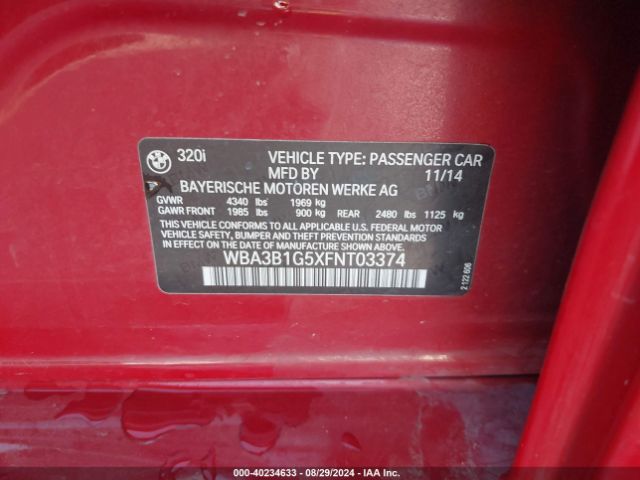 320i VEHICLE TYPE: PASSENGER CAR
MFD BY 11/14
BAYERISCHE MOTOREN WERKE AG
GVWR 4340 lbs 1969 kg
GAWR FRONT 1985 lbs 900 kg REAR 2480 lbs 1125 kg
THIS VEHICLE CONFORMS TO ALL APPLICABLE U.S. FEDERAL MOTOR
VEHICLE SAFETY, BUMPER, AND THEFT PREVENTION STANDARDS IN
EFFECT ON THE DATE OF MANUFACTURE SHOWN ABOVE.
WBA3B1G5XFNT03374
2 122 606
000-40234633 - 08/29/2024 - IAA Inc.